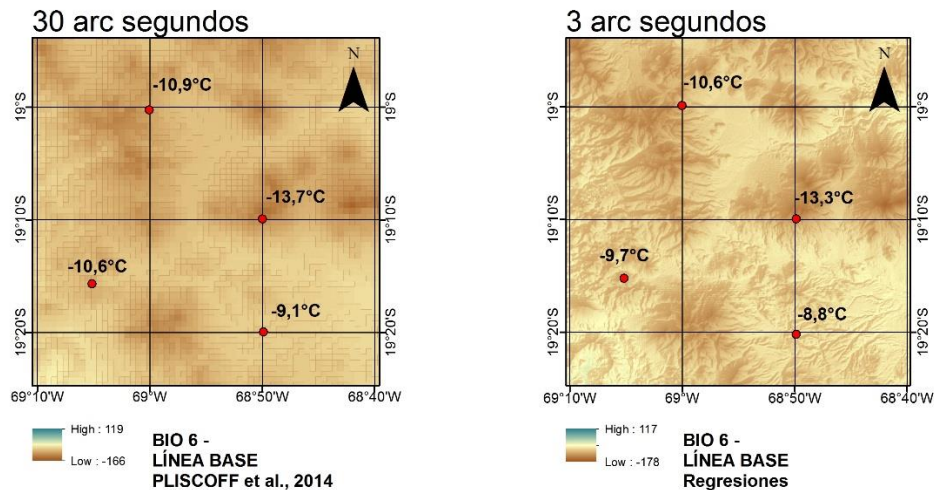 30 arc segundos
N
-10,9°C
19°S
19°S
-13,7°C
19°10'S
19°10'S
-10,6°C
-9,1°C
19°20'S
19°20'S
69°10'W
69°W
68°50'W
68°40'W
High : 119
Low : -166
BIO 6 -
LÍNEA BASE
PLISCOFF et al., 2014
3 arc segundos
N
-10,6°C
19°S
19°S
-13,3°C
19°10'S
19°10'S
-9,7°C
-8,8°C
19°20'S
19°20'S
69°10'W
69°W
68°50'W
68°40'W
High : 117
Low : -178
BIO 6 -
LÍNEA BASE
Regresiones